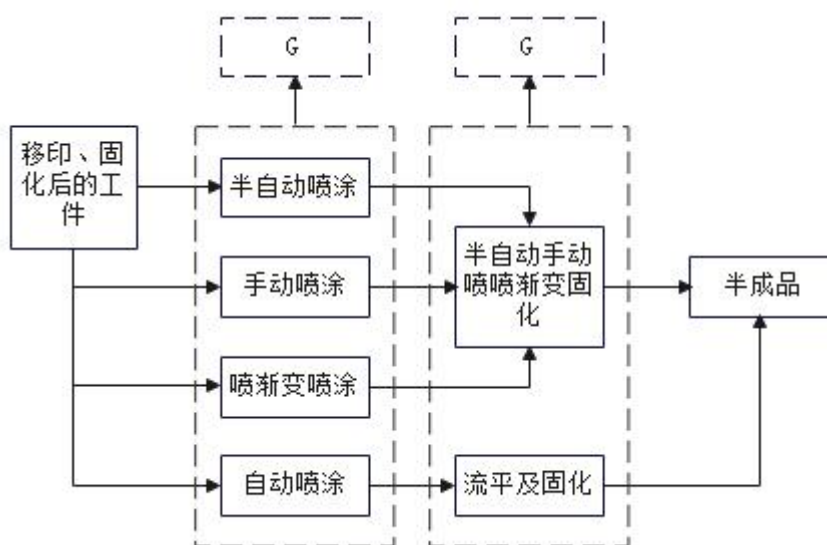 G
G
移印、固
化后的工
件
半自动喷涂
半自动手动
喷喷渐变固
化
手动喷涂
半成品
喷渐变喷涂
自动喷涂
流平及固化